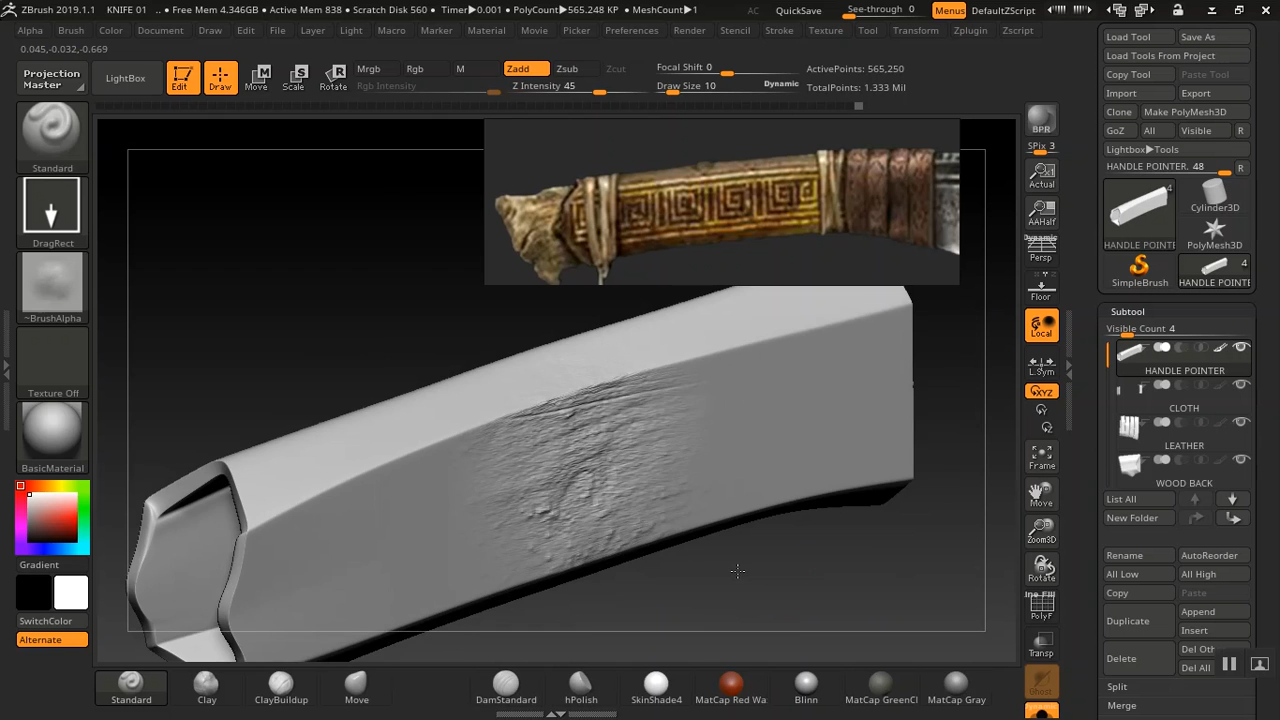 ZBrush 2019.1.1 KNIFE 01 .. • Free Mem 4.346GB • Active Mem 838 • Scratch Disk 560 • Timer▶0.001 • PolyCount▶565.248 KP • MeshCount▶1 AC QuickSave See-through 0 Menus DefaultZScript
Alpha Brush Color Document Draw Edit File Layer Light Macro Marker Material Movie Picker Preferences Render Stencil Stroke Texture Tool Transform Zplugin Zscript
0.045,-0.032,-0.669
Projection Master
LightBox
Edit Draw Move Scale Rotate
Mrgb Rgb M Zadd Zsub Zcut
Rgb Intensity Z Intensity 45
Focal Shift 0
Draw Size 10 Dynamic
ActivePoints: 565,250
TotalPoints: 1.333 Mil
Standard
DragRect
~BrushAlpha
Texture Off
BasicMaterial
Gradient
SwitchColor
Alternate
BPR
SPix 3
Actual
AAHalf
Dynamic
Persp
Floor
Local
L.Sym
XYZ
Frame
Move
Zoom3D
Rotate
Line Fill
PolyF
Transp
Ghost
Load Tool Save As
Load Tools From Project
Copy Tool Paste Tool
Import Export
Clone Make PolyMesh3D
GoZ All Visible R
Lightbox▶Tools
HANDLE POINTER. 48 R
4
HANDLE POINTE
Cylinder3D
PolyMesh3D
SimpleBrush
4
HANDLE POINTE
Subtool
Visible Count 4
HANDLE POINTER
CLOTH
LEATHER
WOOD BACK
List All
New Folder
Rename AutoReorder
All Low All High
Copy Paste
Duplicate Append
Insert
Delete Del Oth
Del All
Split
Merge
Standard Clay ClayBuildup Move DamStandard hPolish SkinShade4 MatCap Red Wa Blinn MatCap GreenCl MatCap Gray